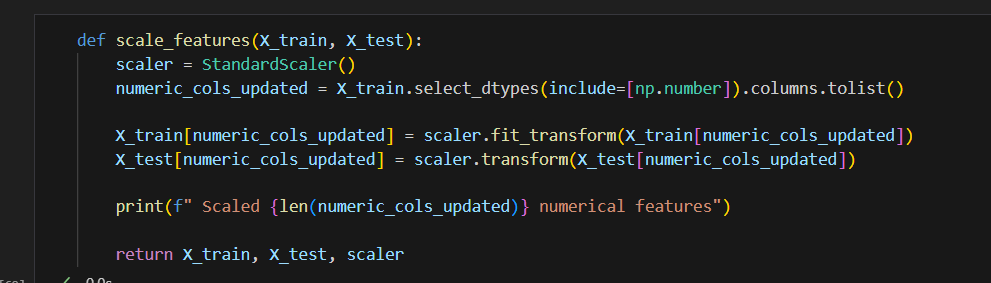 def scale_features(X_train, X_test):
    scaler = StandardScaler()
    numeric_cols_updated = X_train.select_dtypes(include=[np.number]).columns.tolist()
    X_train[numeric_cols_updated] = scaler.fit_transform(X_train[numeric_cols_updated])
    X_test[numeric_cols_updated] = scaler.transform(X_test[numeric_cols_updated])
    print(f" Scaled {len(numeric_cols_updated)} numerical features")
    return X_train, X_test, scaler